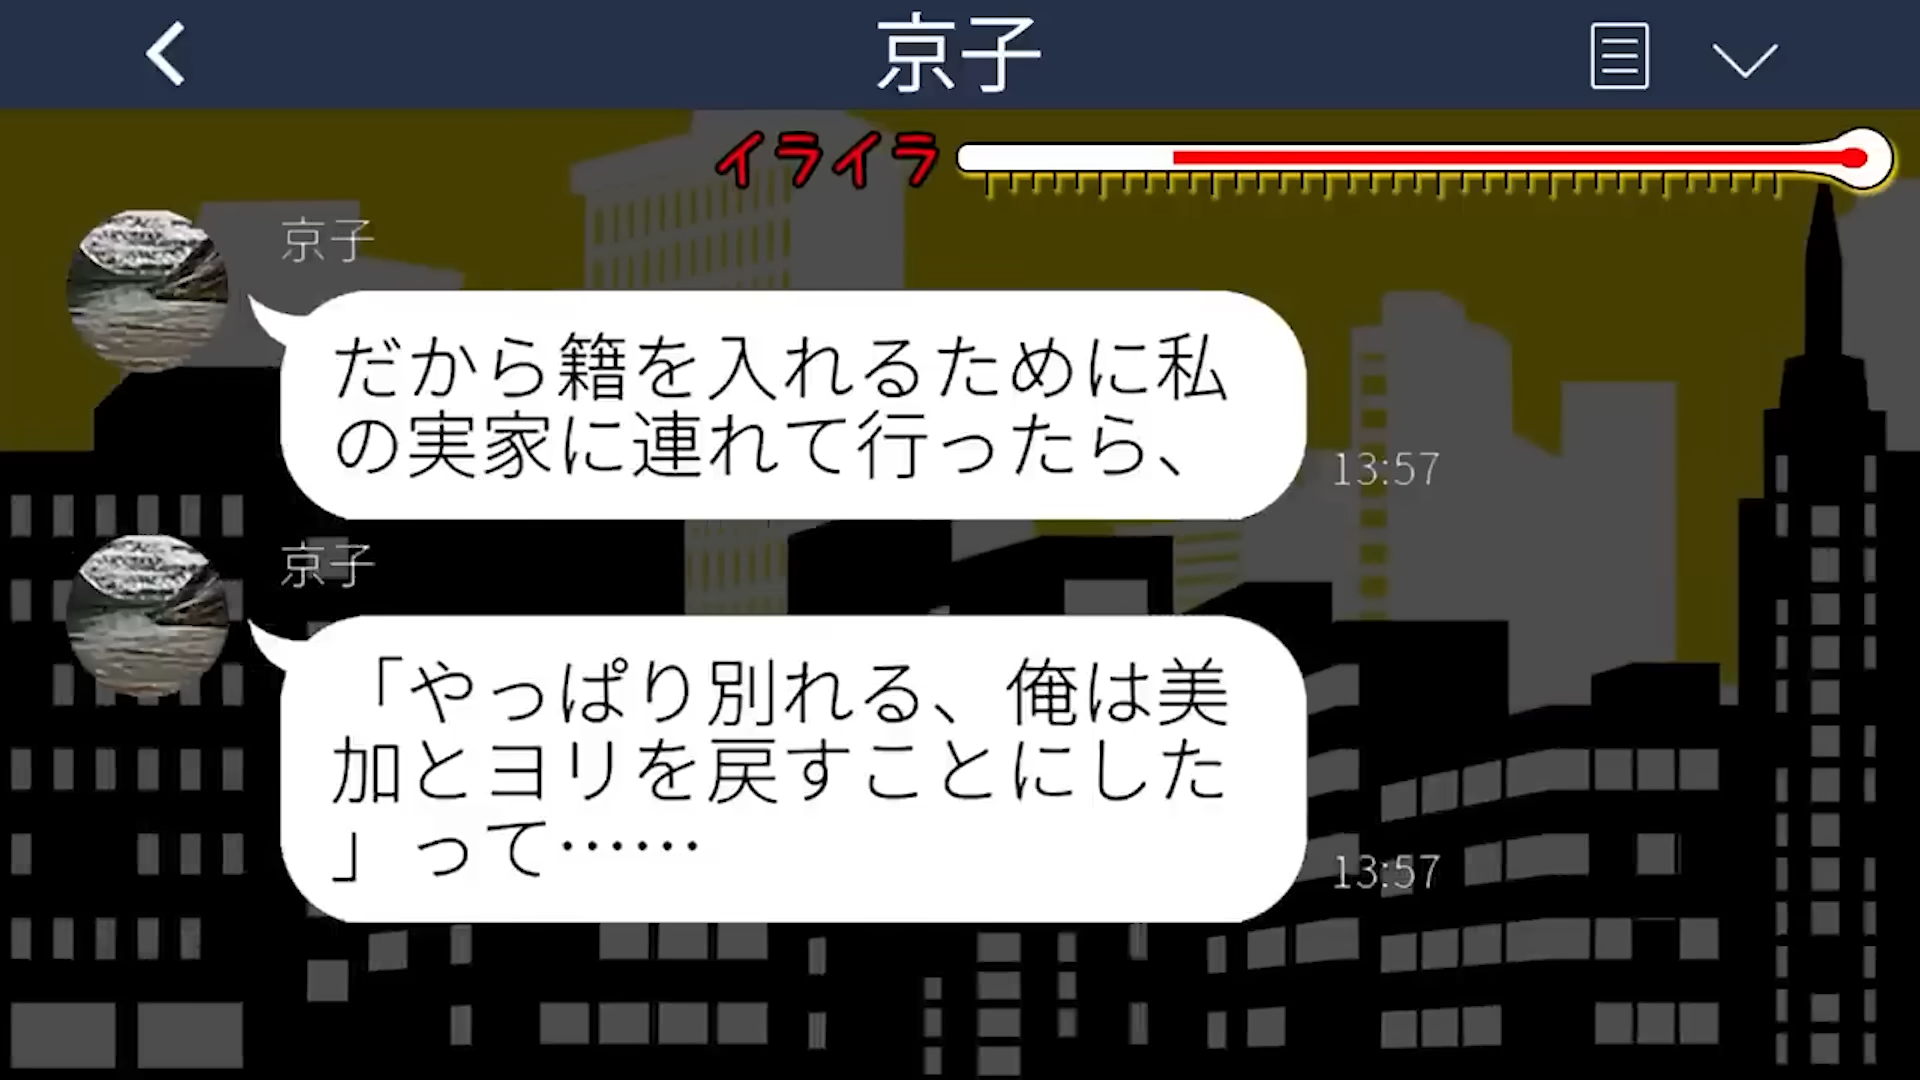 京子
イライラ
京子
だから籍を入れるために私
の実家に連れて行ったら、
13:57
京子
「やっぱり別れる、俺は美
加とヨリを戻すことにした
」って……
13:57